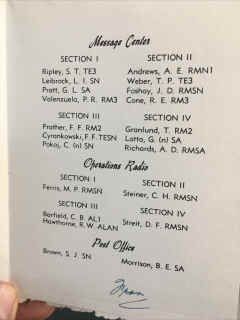 Message Center
SECTION I
Ripley, S. T. TE3
Leibrock, L. I. SN
Pratt, G. L. SA
Valenzuela, P. R. RM3
SECTION II
Andrews, A. E. RMN1
Weber, T. P. TE3
Foshay, J. D. RMSN
Cone, R. E. RM3
SECTION III
Prather, F. F. RM2
Cyronkowski, F. F. TESN
Pokoj, C. (n) SN
SECTION IV
Granlund, T. RM2
Lotto, G. (n) SA
Richards, A. D. RMSA
Operations Radio
SECTION I
Ferris, M. P. RMSN
SECTION II
Steiner, C. H. RMSN
SECTION III
Barfield, C. B. AL1
Hawthorne, R. W. ALAN
SECTION IV
Streit, D. F. RMSN
Post Office
Brown, S. J. SN
Morrison, B. E. SA